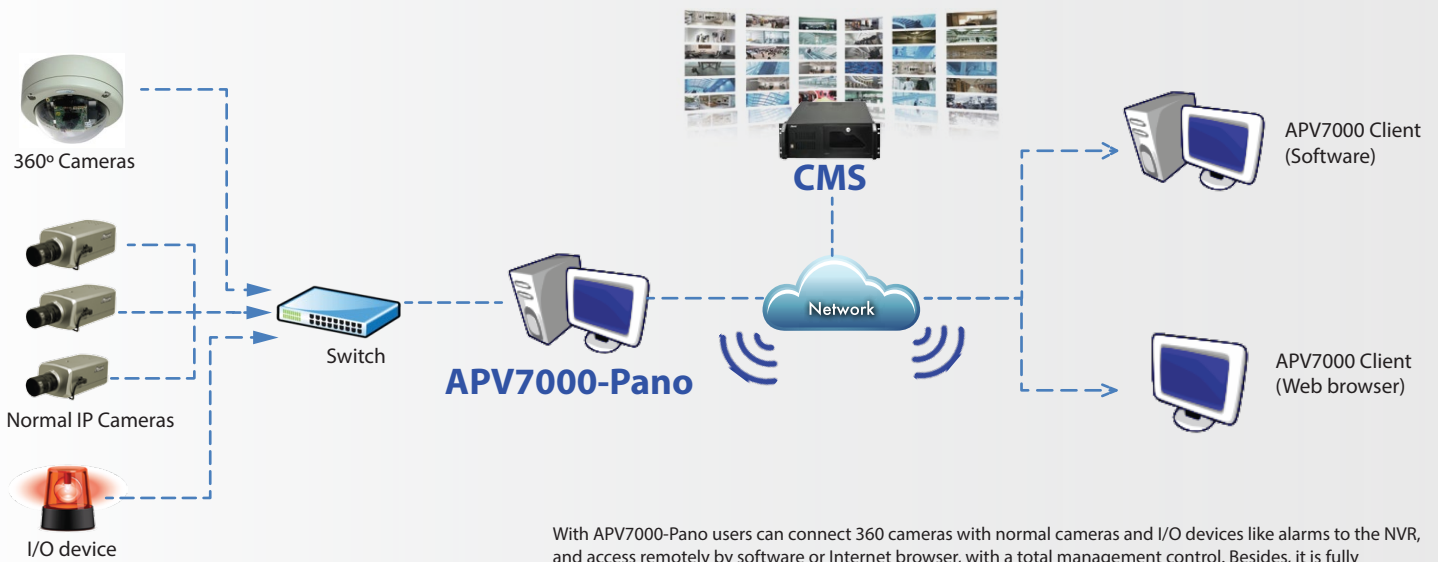 CMS
360º Cameras
APV7000 Client
(Software)
Network
Switch
APV7000-Pano
APV7000 Client
(Web browser)
Normal IP Cameras
I/O device
With APV7000-Pano users can connect 360 cameras with normal cameras and I/O devices like alarms to the NVR,
and access remotely by software or Internet browser, with a total management control. Besides, it is fully